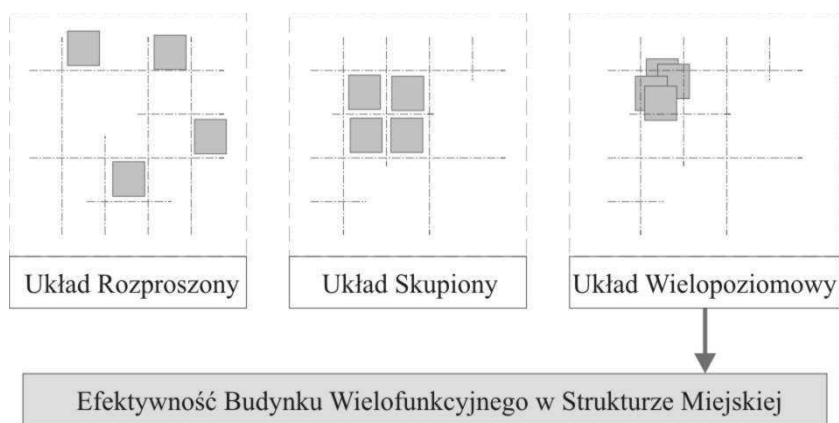 Układ Rozproszony
Układ Skupiony
Układ Wielopoziomowy
Efektywność Budynku Wielofunkcyjnego w Strukturze Miejskiej